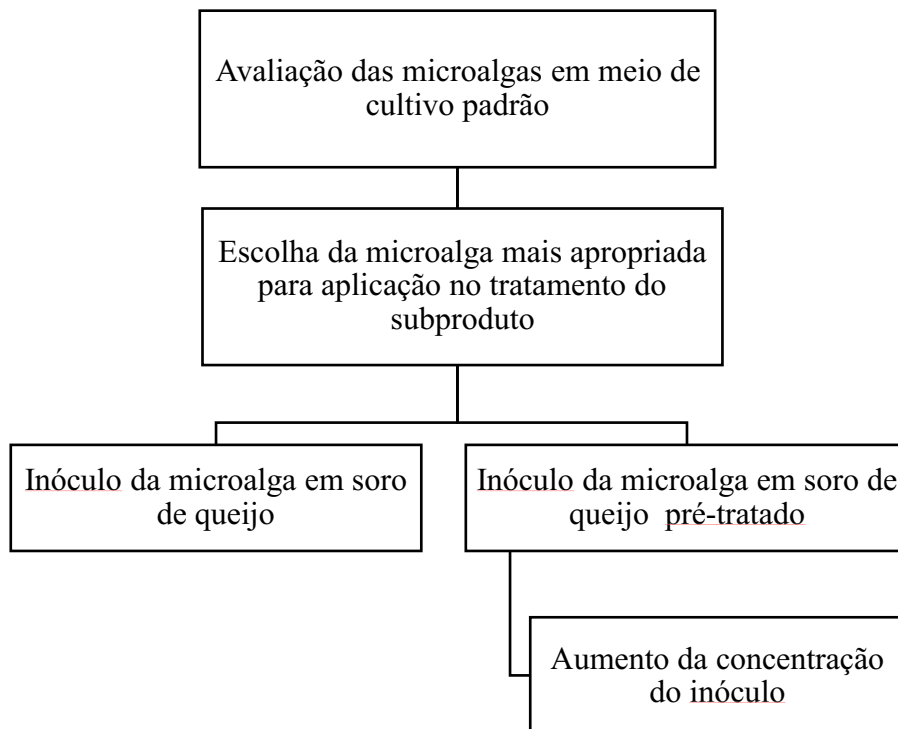 Avaliação das microalgas em meio de
cultivo padrão
Escolha da microalga mais apropriada
para aplicação no tratamento do
subproduto
Inóculo da microalga em soro
de queijo
Inóculo da microalga em soro de
queijo pré-tratado
Aumento da concentração
do inóculo